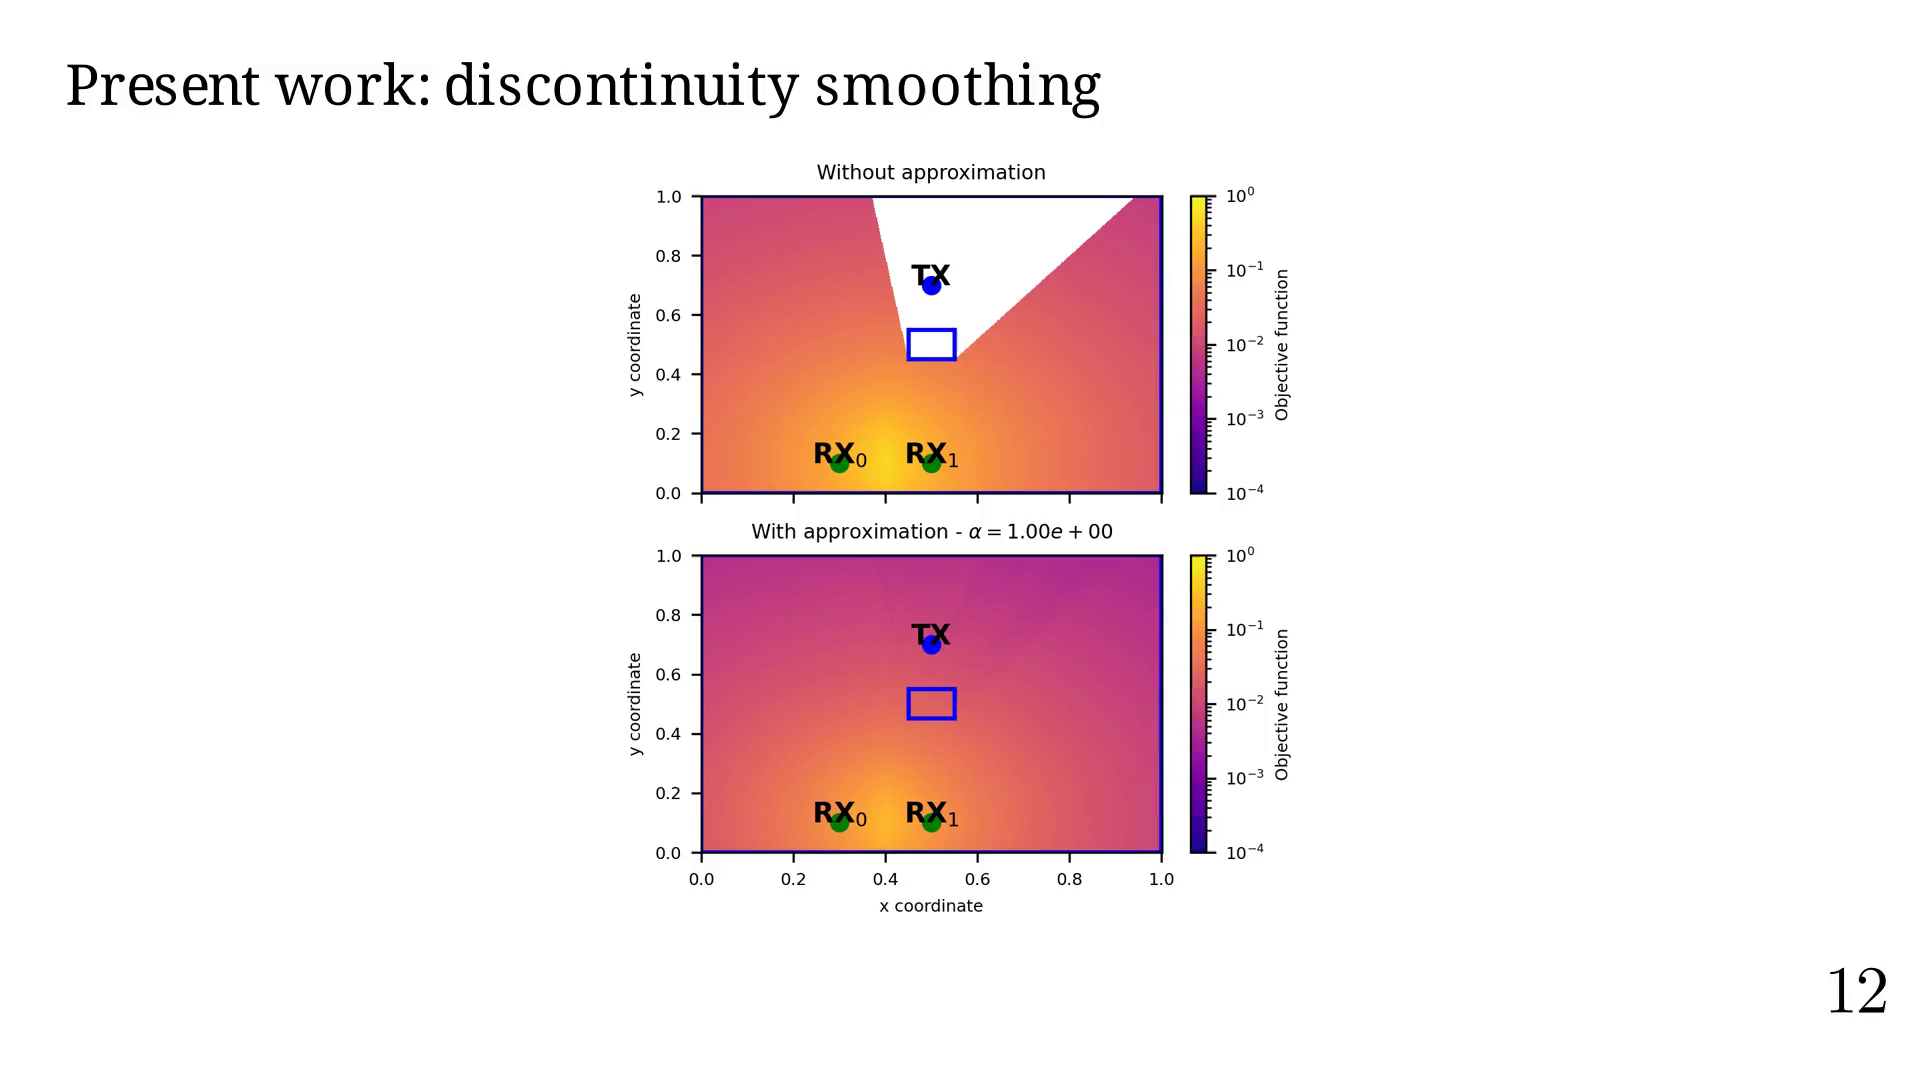 Present work: discontinuity smoothing
Without approximation
1.0
0.8
0.6
0.4
0.2
0.0
y coordinate
TX
RX₀ RX₁
10⁰
10⁻¹
10⁻²
10⁻³
10⁻⁴
Objective function
With approximation - α = 1.00e + 00
1.0
0.8
0.6
0.4
0.2
0.0
y coordinate
TX
RX₀ RX₁
0.0 0.2 0.4 0.6 0.8 1.0
x coordinate
10⁰
10⁻¹
10⁻²
10⁻³
10⁻⁴
Objective function
12